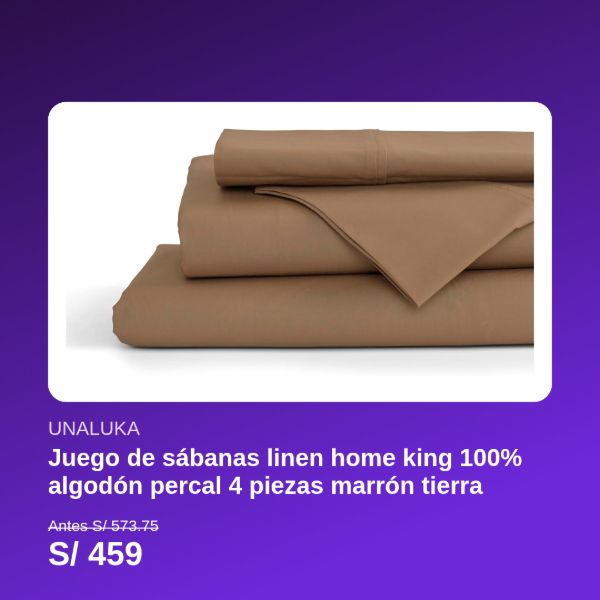 UNALUKA
Juego de sábanas linen home king 100%
algodón percal 4 piezas marrón tierra
Antes S/ 573.75
S/ 459